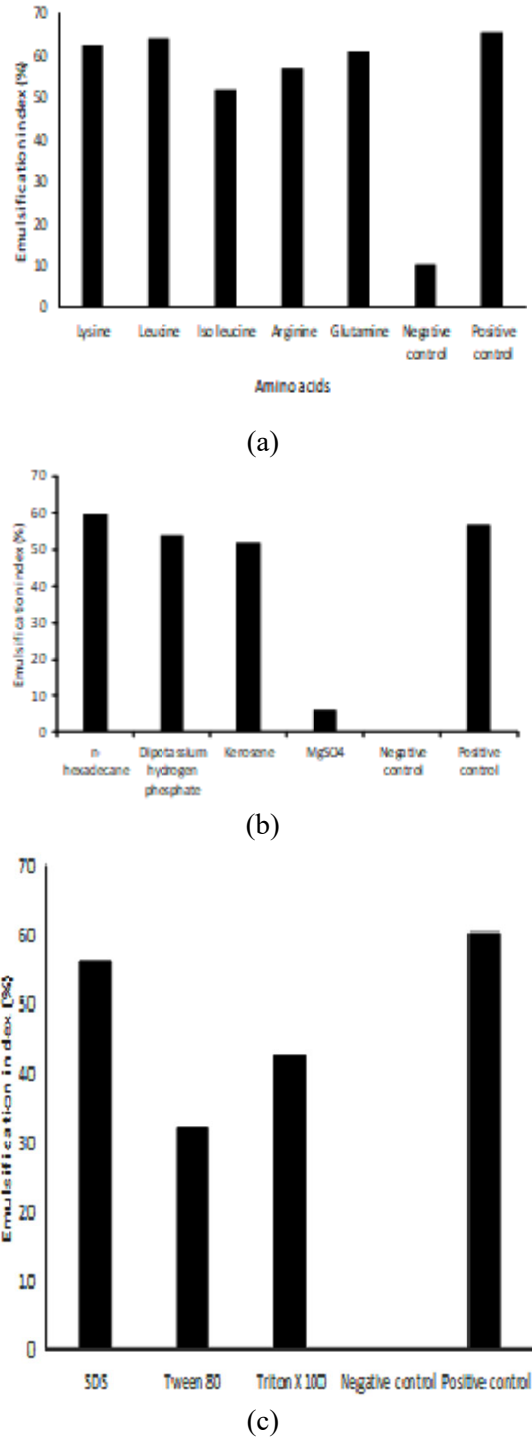 Emulsification index (%)
70
60
50
40
30
20
10
0
Lysine Leucine Iso leucine Arginine Glutamine Negative control Positive control
Amino acids
(a)
Emulsification index (%)
70
60
50
40
30
20
10
0
n-hexadecane Dipotassium hydrogen phosphate Kerosene MgSO4 Negative control Positive control
(b)
Emulsification index (%)
70
60
50
40
30
20
10
0
SDS Tween 80 Triton X 100 Negative control Positive control
(c)